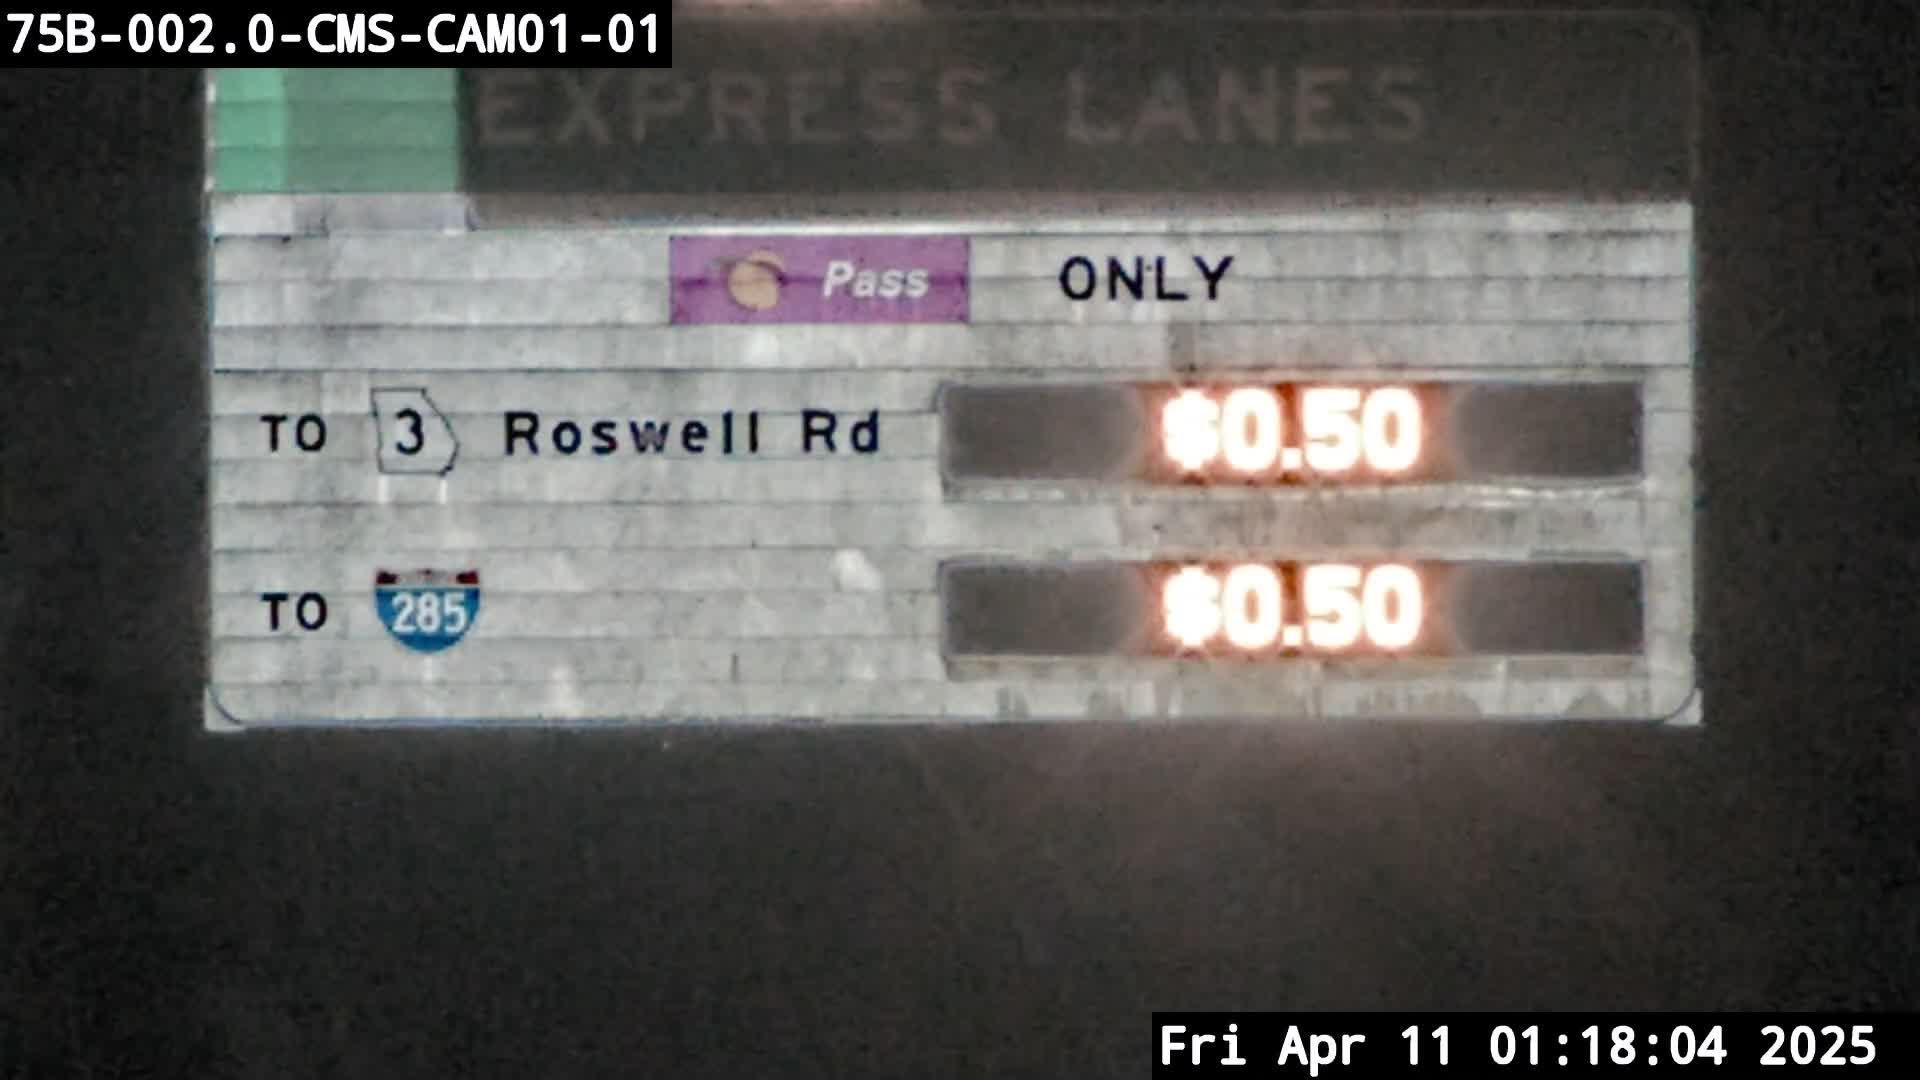 75B-002.0-CMS-CAM01-01
EXPRESS LANES
Pass ONLY
TO 3 Roswell Rd $0.50
TO 285 $0.50
Fri Apr 11 01:18:04 2025